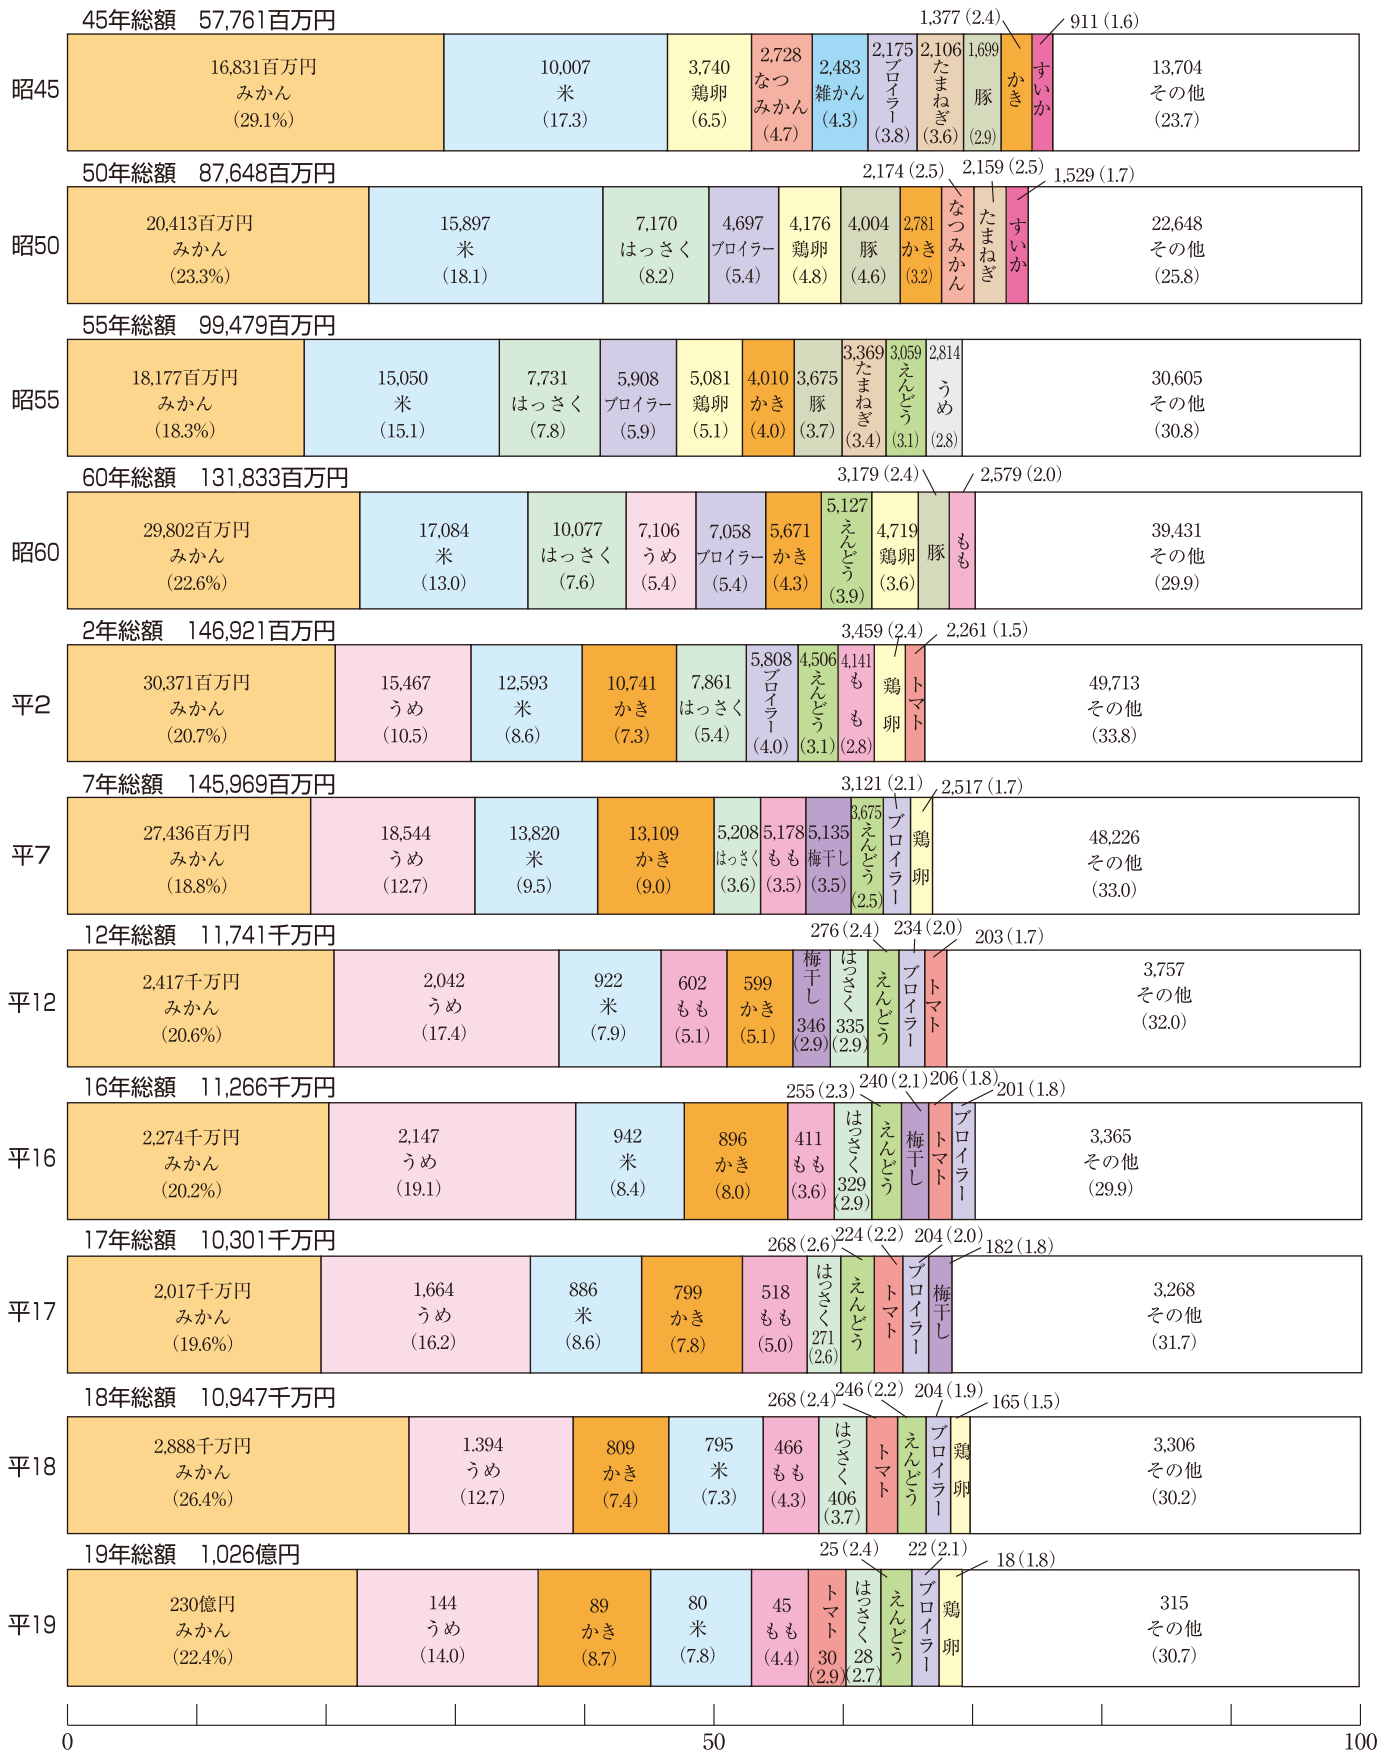 45年総額　57,761百万円
1,377（2.4）
911（1.6）
昭45
16,831百万円
みかん
（29.1%）
10,007
米
（17.3）
3,740
鶏卵
（6.5）
2,728
なつ
みかん
（4.7）
2,483
雑かん
（4.3）
2,175
ブロイラー
（3.8）
2,106
たまねぎ
（3.6）
1,699
豚
（2.9）
かき
すいか
13,704
その他
（23.7）
50年総額　87,648百万円
2,174（2.5）
2,159（2.5）
1,529（1.7）
昭50
20,413百万円
みかん
（23.3%）
15,897
米
（18.1）
7,170
はっさく
（8.2）
4,697
ブロイラー
（5.4）
4,176
鶏卵
（4.8）
4,004
豚
（4.6）
2,781
かき
（3.2）
なつみかん
たまねぎ
すいか
22,648
その他
（25.8）
55年総額　99,479百万円
昭55
18,177百万円
みかん
（18.3%）
15,050
米
（15.1）
7,731
はっさく
（7.8）
5,908
ブロイラー
（5.9）
5,081
鶏卵
（5.1）
4,010
かき
（4.0）
3,675
豚
（3.7）
3,369
たまねぎ
（3.4）
3,059
えんどう
（3.1）
2,814
うめ
（2.8）
30,605
その他
（30.8）
60年総額　131,833百万円
3,179（2.4）
2,579（2.0）
昭60
29,802百万円
みかん
（22.6%）
17,084
米
（13.0）
10,077
はっさく
（7.6）
7,106
うめ
（5.4）
7,058
ブロイラー
（5.4）
5,671
かき
（4.3）
5,127
えんどう
（3.9）
4,719
鶏卵
（3.6）
豚
もも
39,431
その他
（29.9）
2年総額　146,921百万円
3,459（2.4）
2,261（1.5）
平2
30,371百万円
みかん
（20.7%）
15,467
うめ
（10.5）
12,593
米
（8.6）
10,741
かき
（7.3）
7,861
はっさく
（5.4）
5,808
ブロイラー
（4.0）
4,506
えんどう
（3.1）
4,141
もも
（2.8）
鶏卵
トマト
49,713
その他
（33.8）
7年総額　145,969百万円
3,121（2.1）
2,517（1.7）
平7
27,436百万円
みかん
（18.8%）
18,544
うめ
（12.7）
13,820
米
（9.5）
13,109
かき
（9.0）
5,208
はっさく
（3.6）
5,178
もも
（3.5）
5,135
梅干し
（3.5）
3,675
えんどう
（2.5）
ブロイラー
鶏卵
48,226
その他
（33.0）
12年総額　11,741千万円
276（2.4）
234（2.0）
203（1.7）
平12
2,417千万円
みかん
（20.6%）
2,042
うめ
（17.4）
922
米
（7.9）
602
もも
（5.1）
599
かき
（5.1）
梅干し
346
（2.9）
はっさく
335
（2.9）
えんどう
ブロイラー
トマト
3,757
その他
（32.0）
16年総額　11,266千万円
255（2.3）
240（2.1）
206（1.8）
201（1.8）
平16
2,274千万円
みかん
（20.2%）
2,147
うめ
（19.1）
942
米
（8.4）
896
かき
（8.0）
411
もも
（3.6）
はっさく
329
（2.9）
えんどう
梅干し
トマト
ブロイラー
3,365
その他
（29.9）
17年総額　10,301千万円
268（2.6）
224（2.2）
204（2.0）
182（1.8）
平17
2,017千万円
みかん
（19.6%）
1,664
うめ
（16.2）
886
米
（8.6）
799
かき
（7.8）
518
もも
（5.0）
はっさく
271
（2.6）
えんどう
トマト
ブロイラー
梅干し
3,268
その他
（31.7）
18年総額　10,947千万円
268（2.4）
246（2.2）
204（1.9）
165（1.5）
平18
2,888千万円
みかん
（26.4%）
1.394
うめ
（12.7）
809
かき
（7.4）
795
米
（7.3）
466
もも
（4.3）
はっさく
406
（3.7）
トマト
えんどう
ブロイラー
鶏卵
3,306
その他
（30.2）
19年総額　1,026億円
25（2.4）
22（2.1）
18（1.8）
平19
230億円
みかん
（22.4%）
144
うめ
（14.0）
89
かき
（8.7）
80
米
（7.8）
45
もも
（4.4）
トマト
30
（2.9）
はっさく
28
（2.7）
えんどう
ブロイラー
鶏卵
315
その他
（30.7）
0
50
100